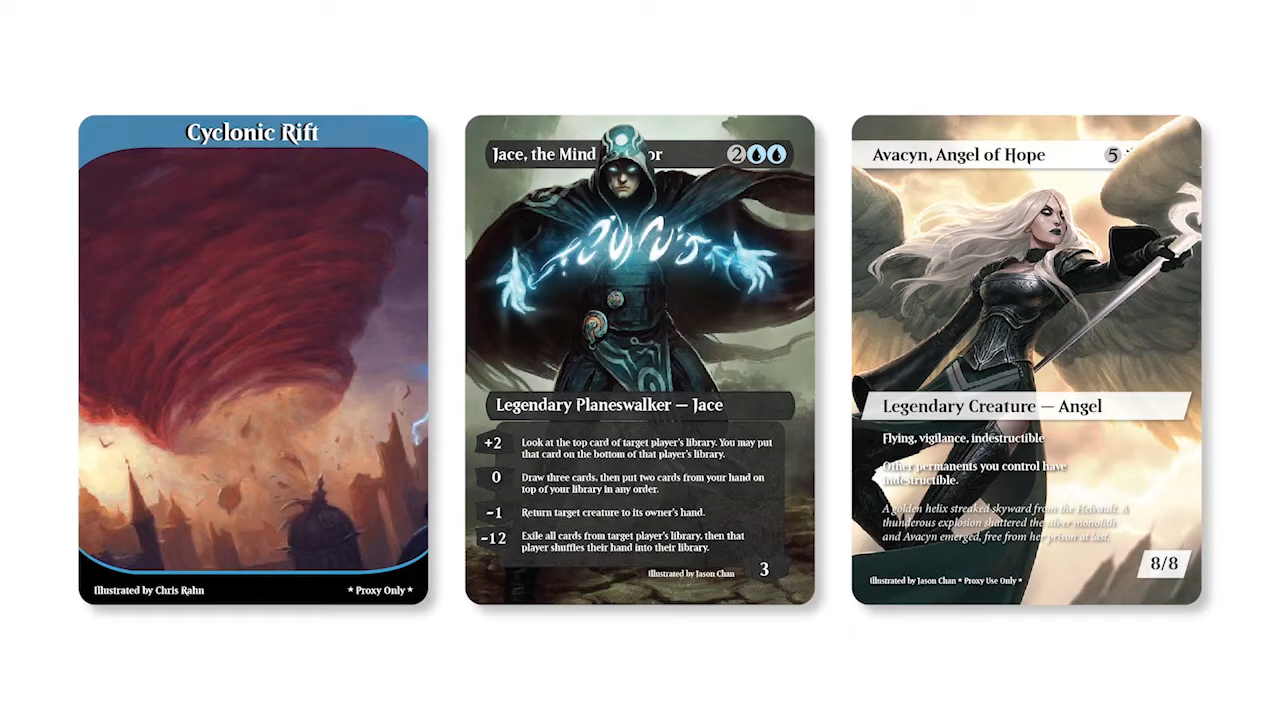 Cyclonic Rift
Illustrated by Chris Rahn
★ Proxy Only ★
Jace, the Mind or
2
Legendary Planeswalker — Jace
+2 Look at the top card of target player's library. You may put
that card on the bottom of that player's library.
0 Draw three cards, then put two cards from your hand on
top of your library in any order.
-1 Return target creature to its owner's hand.
-12 Exile all cards from target player's library, then that
player shuffles their hand into their library.
Illustrated by Jason Chan
3
Avacyn, Angel of Hope
5
Legendary Creature — Angel
Flying, vigilance, indestructible
Other permanents you control have
indestructible.
A golden helix streaked skyward from the Helvault. A
thunderous explosion shattered the silver monolith
and Avacyn emerged, free from her prison at last.
8/8
Illustrated by Jason Chan * Proxy Use Only *